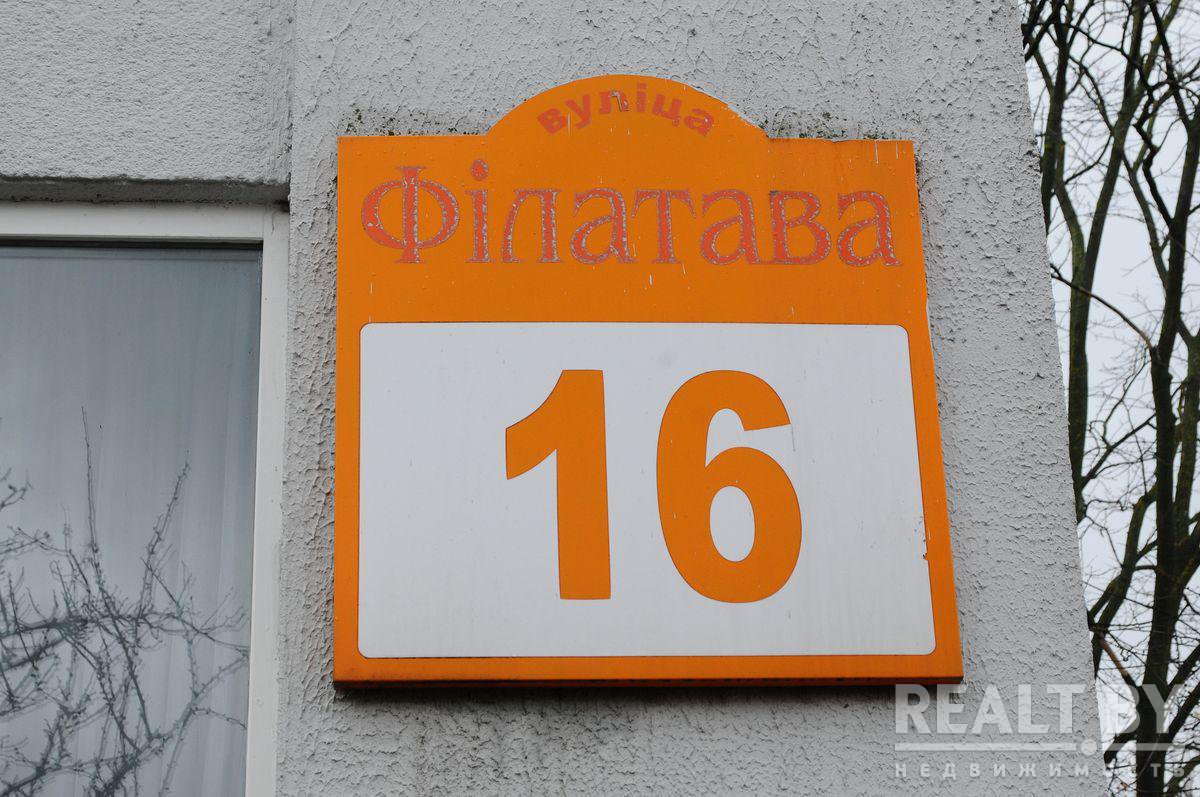 вуліца
Філатава
16
REALT.BY
НЕДВИЖИМОСТЬ